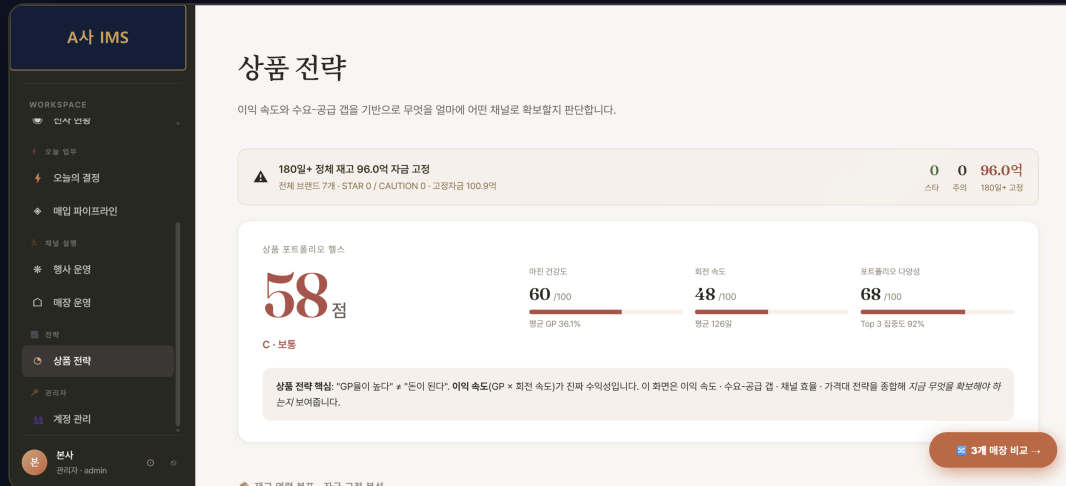 A사 IMS
WORKSPACE
전사 현황
오늘 업무
오늘의 결정
매입 파이프라인
채널 실행
행사 운영
매장 운영
전략
상품 전략
관리자
계정 관리
본
본사
관리자 · admin
상품 전략
이익 속도와 수요-공급 갭을 기반으로 무엇을 얼마에 어떤 채널로 확보할지 판단합니다.
180일+ 정체 재고 96.0억 자금 고정
전체 브랜드 7개 · STAR 0 / CAUTION 0 · 고정자금 100.9억
0 0 96.0억
스타 주의 180일+ 고정
상품 포트폴리오 헬스
58점
C · 보통
마진 건강도
60 /100
평균 GP 36.1%
회전 속도
48 /100
평균 126일
포트폴리오 다양성
68 /100
Top 3 집중도 92%
상품 전략 핵심: "GP율이 높다" ≠ "돈이 된다". 이익 속도(GP × 회전 속도)가 진짜 수익성입니다. 이 화면은 이익 속도 · 수요-공급 갭 · 채널 효율 · 가격대 전략을 종합해 지금 무엇을 확보해야 하
는지 보여줍니다.
3개 매장 비교 →